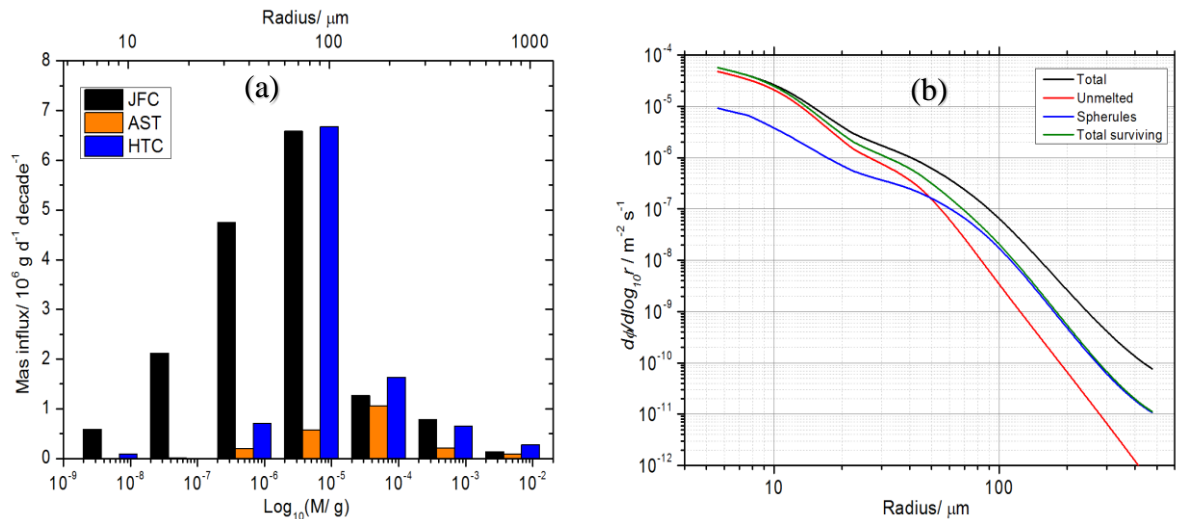 Radius/ μm
10 100 1000
8
7
6
5
4
3
2
1
0
Mas influx/ 10⁶ g d⁻¹ decade⁻¹
(a)
JFC
AST
HTC
10⁻⁹ 10⁻⁸ 10⁻⁷ 10⁻⁶ 10⁻⁵ 10⁻⁴ 10⁻³ 10⁻²
Log₁₀(M/ g)
10⁻⁴
10⁻⁵
10⁻⁶
10⁻⁷
10⁻⁸
10⁻⁹
10⁻¹⁰
10⁻¹¹
10⁻¹²
dϕ/dlog₁₀r / m⁻² s⁻¹
(b)
Total
Unmelted
Spherules
Total surviving
10 100
Radius/ μm